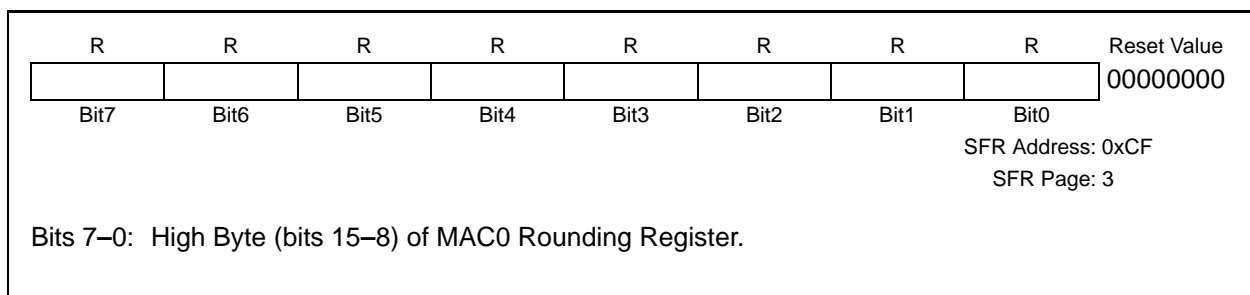 R R R R R R R R Reset Value
00000000
Bit7 Bit6 Bit5 Bit4 Bit3 Bit2 Bit1 Bit0
SFR Address: 0xCF
SFR Page: 3
Bits 7–0: High Byte (bits 15–8) of MAC0 Rounding Register.